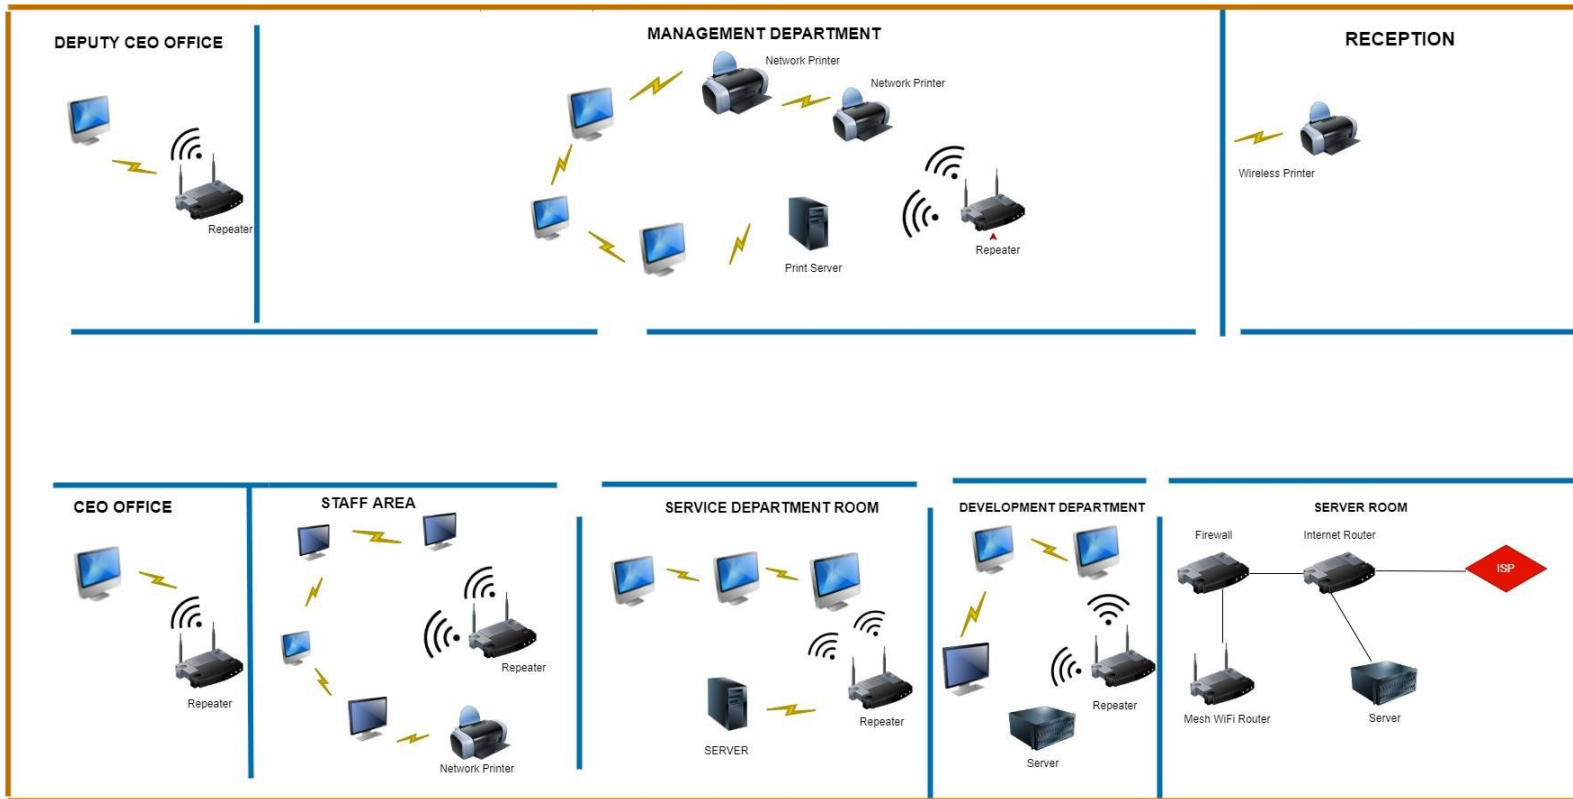 DEPUTY CEO OFFICE
MANAGEMENT DEPARTMENT
RECEPTION
Network Printer
Network Printer
Wireless Printer
Repeater
Print Server
Repeater
CEO OFFICE
STAFF AREA
SERVICE DEPARTMENT ROOM
DEVELOPMENT DEPARTMENT
SERVER ROOM
Firewall
Internet Router
ISP
Repeater
Repeater
Network Printer
SERVER
Repeater
Repeater
Server
Mesh WiFi Router
Server